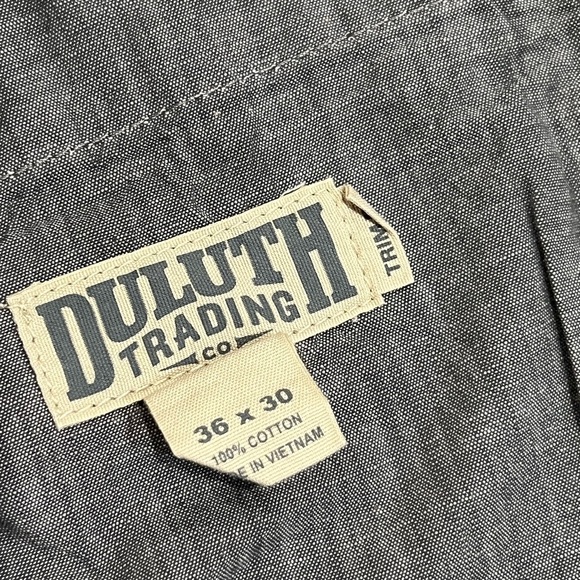 DULUTH
TRADING
CO
TRIM
36 x 30
100% COTTON
IN VIETNAM